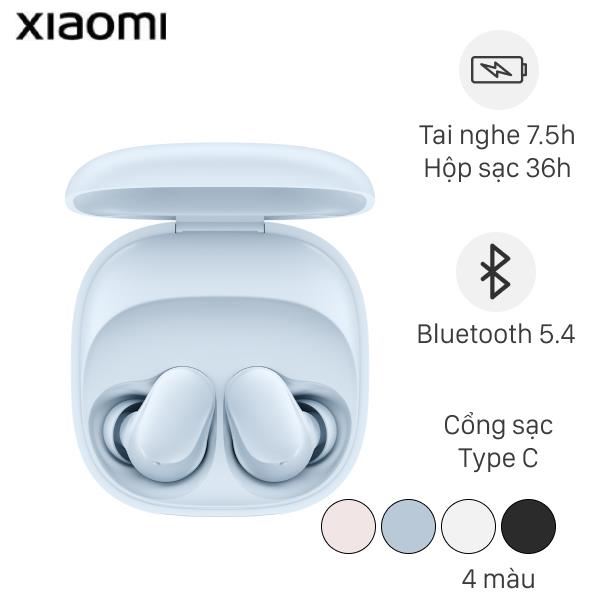 xiaomi
Tai nghe 7.5h
Hộp sạc 36h
Bluetooth 5.4
Cổng sạc
Type C
4 màu